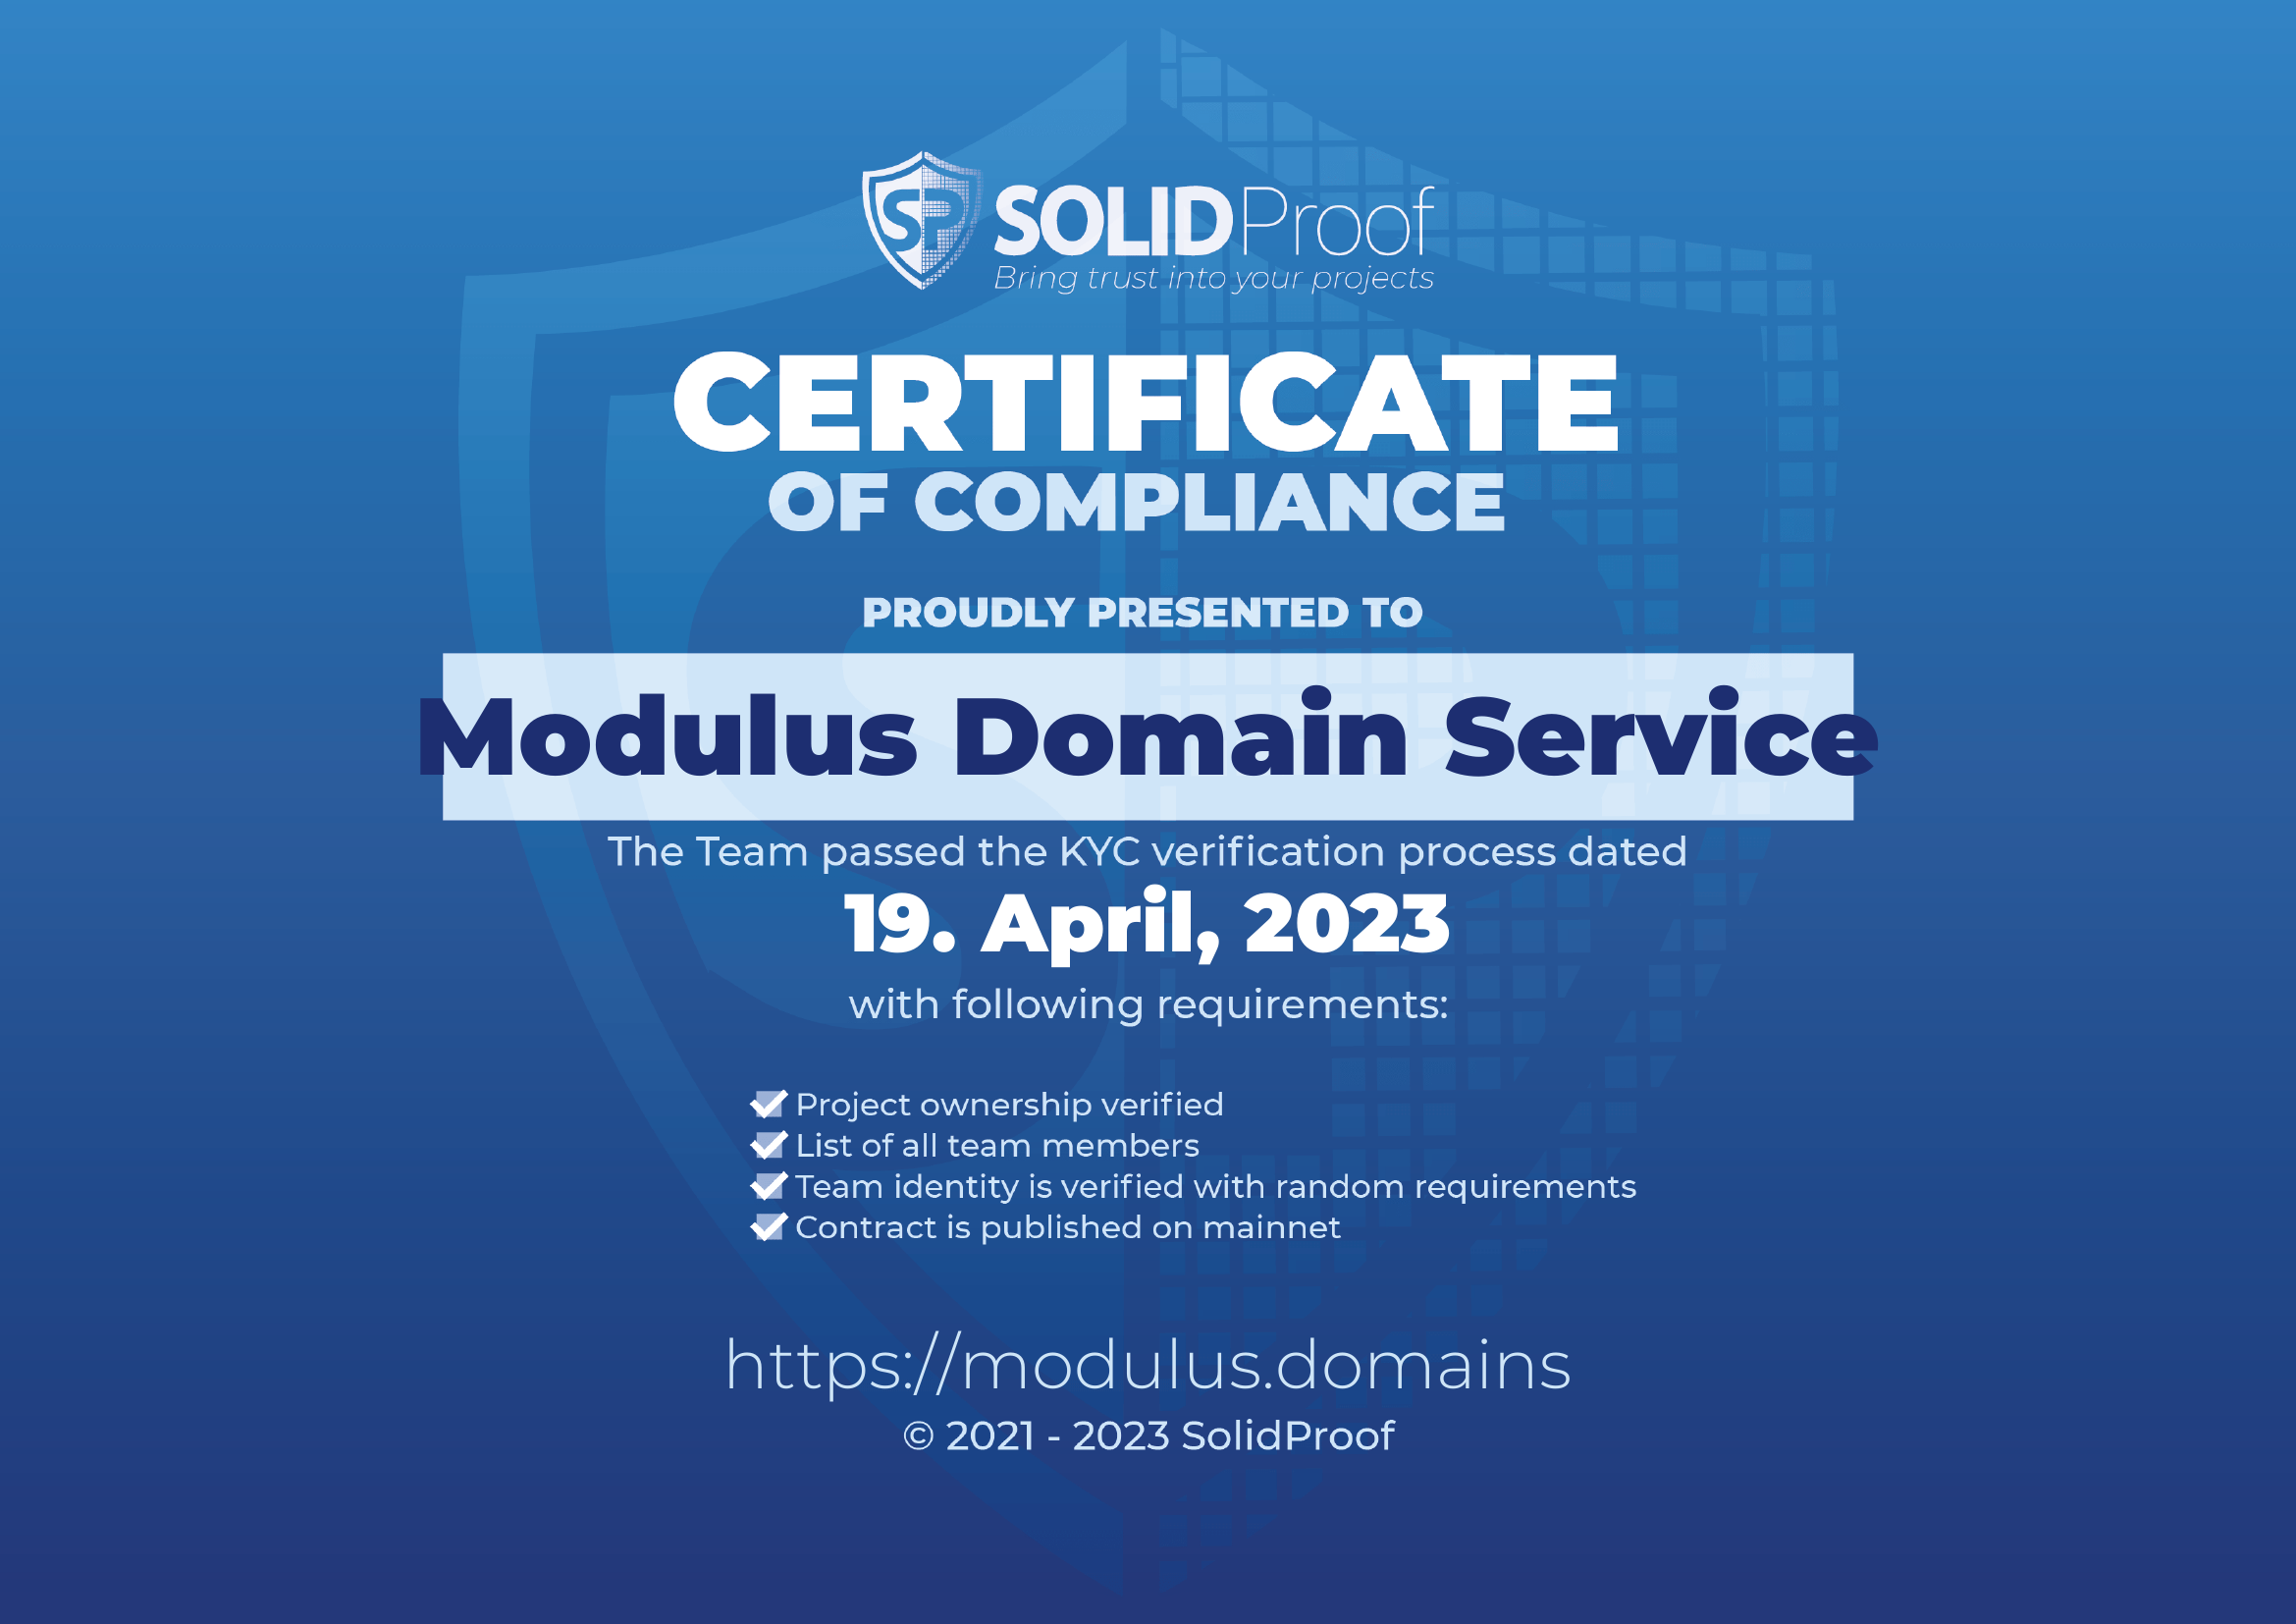 SP SOLIDProof
Bring trust into your projects
CERTIFICATE
OF COMPLIANCE
PROUDLY PRESENTED TO
Modulus Domain Service
The Team passed the KYC verification process dated
19. April, 2023
with following requirements:
Project ownership verified
List of all team members
Team identity is verified with random requirements
Contract is published on mainnet
https://modulus.domains
© 2021 - 2023 SolidProof